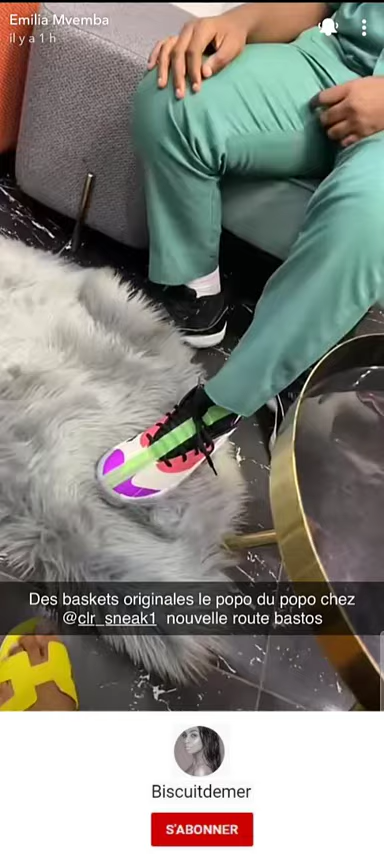 Emilia Mvemba
il y a 1 h
Des baskets originales le popo du popo chez
@clr_sneak1 nouvelle route bastos
Biscuitdemer
S'ABONNER